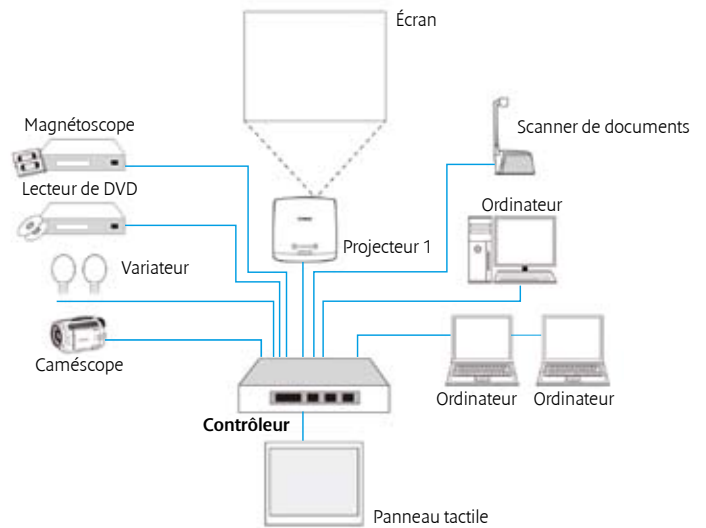 Écran
Magnétoscope
Scanner de documents
Lecteur de DVD
Ordinateur
Projecteur 1
Variateur
Caméscope
Ordinateur
Ordinateur
Contrôleur
Panneau tactile